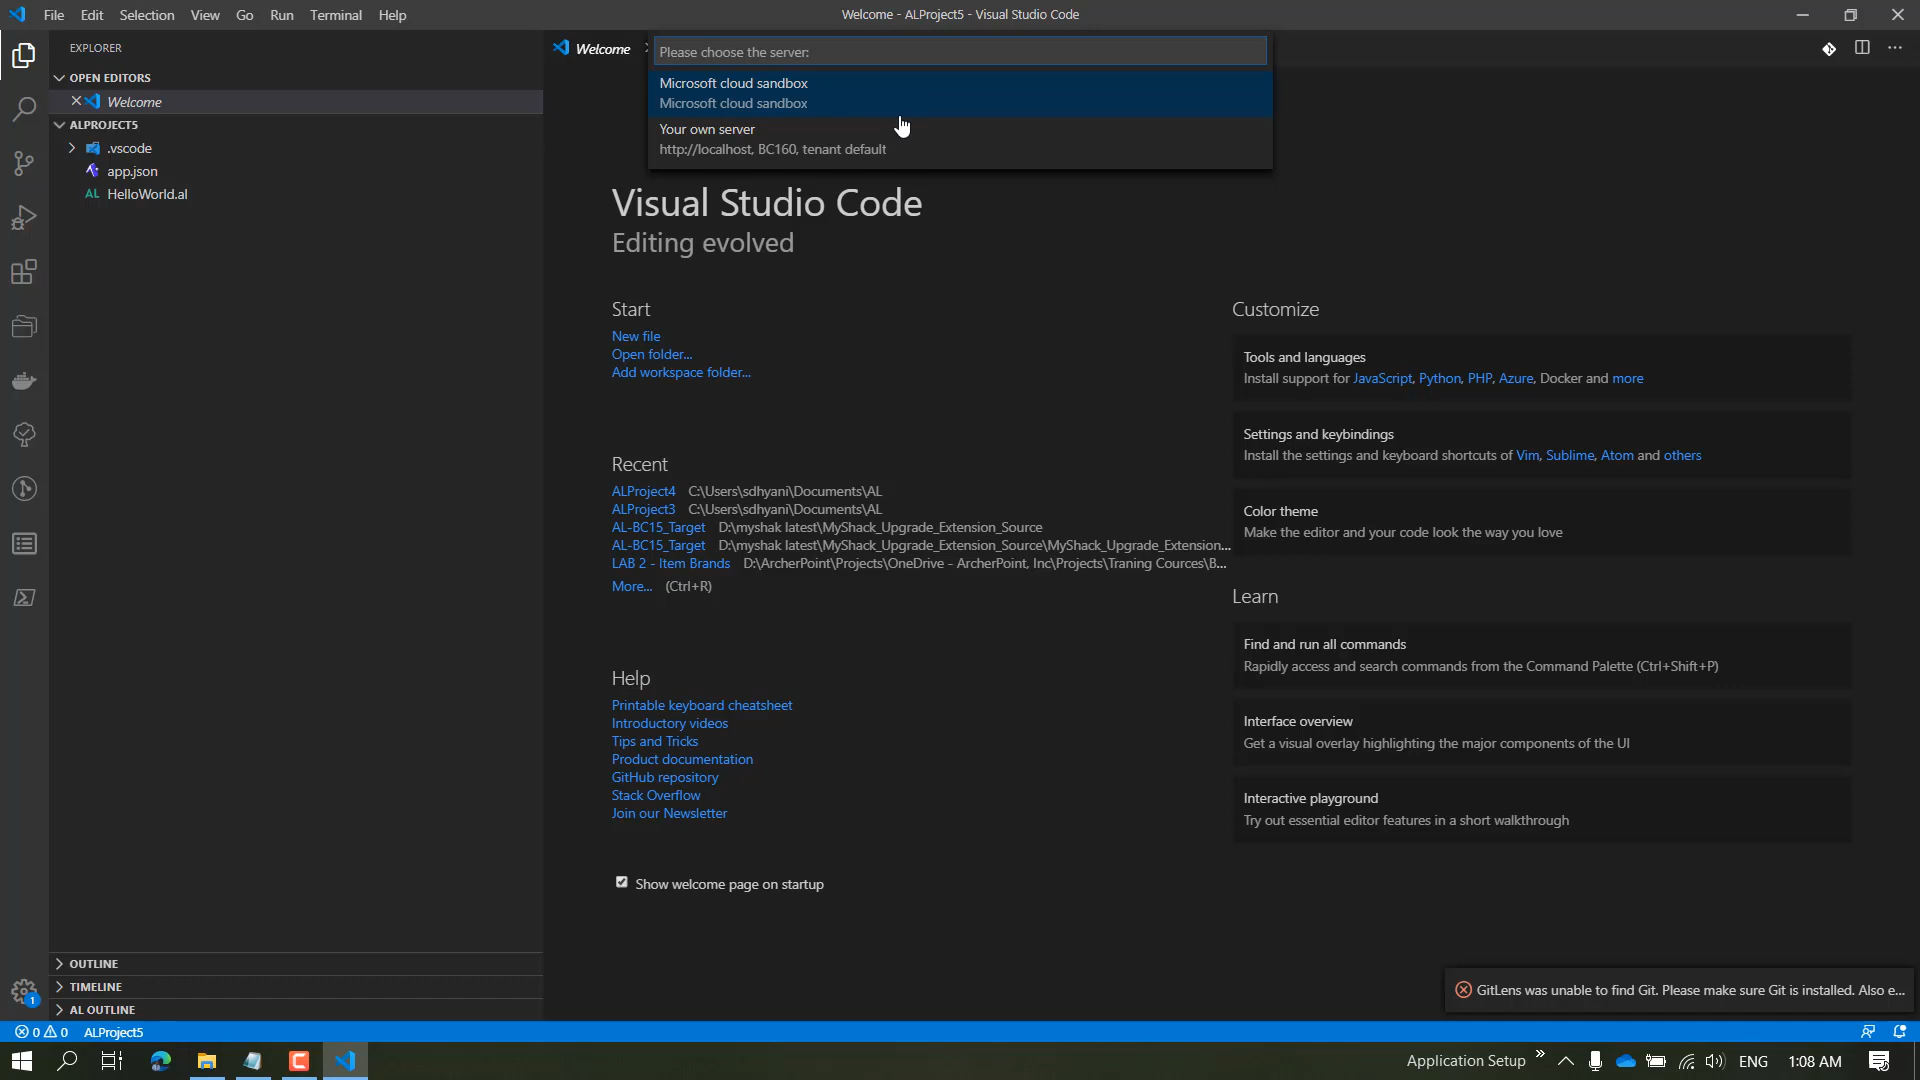 File Edit Selection View Go Run Terminal Help
Welcome - ALProject5 - Visual Studio Code
EXPLORER
OPEN EDITORS
Welcome
ALPROJECT5
.vscode
app.json
AL HelloWorld.al
OUTLINE
TIMELINE
AL OUTLINE
Welcome
Please choose the server:
Microsoft cloud sandbox
Microsoft cloud sandbox
Your own server
http://localhost, BC160, tenant default
Visual Studio Code
Editing evolved
Start
New file
Open folder...
Add workspace folder...
Recent
ALProject4 C:\Users\sdhyani\Documents\AL
ALProject3 C:\Users\sdhyani\Documents\AL
AL-BC15_Target D:\myshak latest\MyShack_Upgrade_Extension_Source
AL-BC15_Target D:\myshak latest\MyShack_Upgrade_Extension_Source\MyShack_Upgrade_Extension...
LAB 2 - Item Brands D:\ArcherPoint\Projects\OneDrive - ArcherPoint, Inc\Projects\Traning Cources\B...
More... (Ctrl+R)
Help
Printable keyboard cheatsheet
Introductory videos
Tips and Tricks
Product documentation
GitHub repository
Stack Overflow
Join our Newsletter
Show welcome page on startup
Customize
Tools and languages
Install support for JavaScript, Python, PHP, Azure, Docker and more
Settings and keybindings
Install the settings and keyboard shortcuts of Vim, Sublime, Atom and others
Color theme
Make the editor and your code look the way you love
Learn
Find and run all commands
Rapidly access and search commands from the Command Palette (Ctrl+Shift+P)
Interface overview
Get a visual overlay highlighting the major components of the UI
Interactive playground
Try out essential editor features in a short walkthrough
GitLens was unable to find Git. Please make sure Git is installed. Also e...
1
0 0 ALProject5
Application Setup ENG 1:08 AM